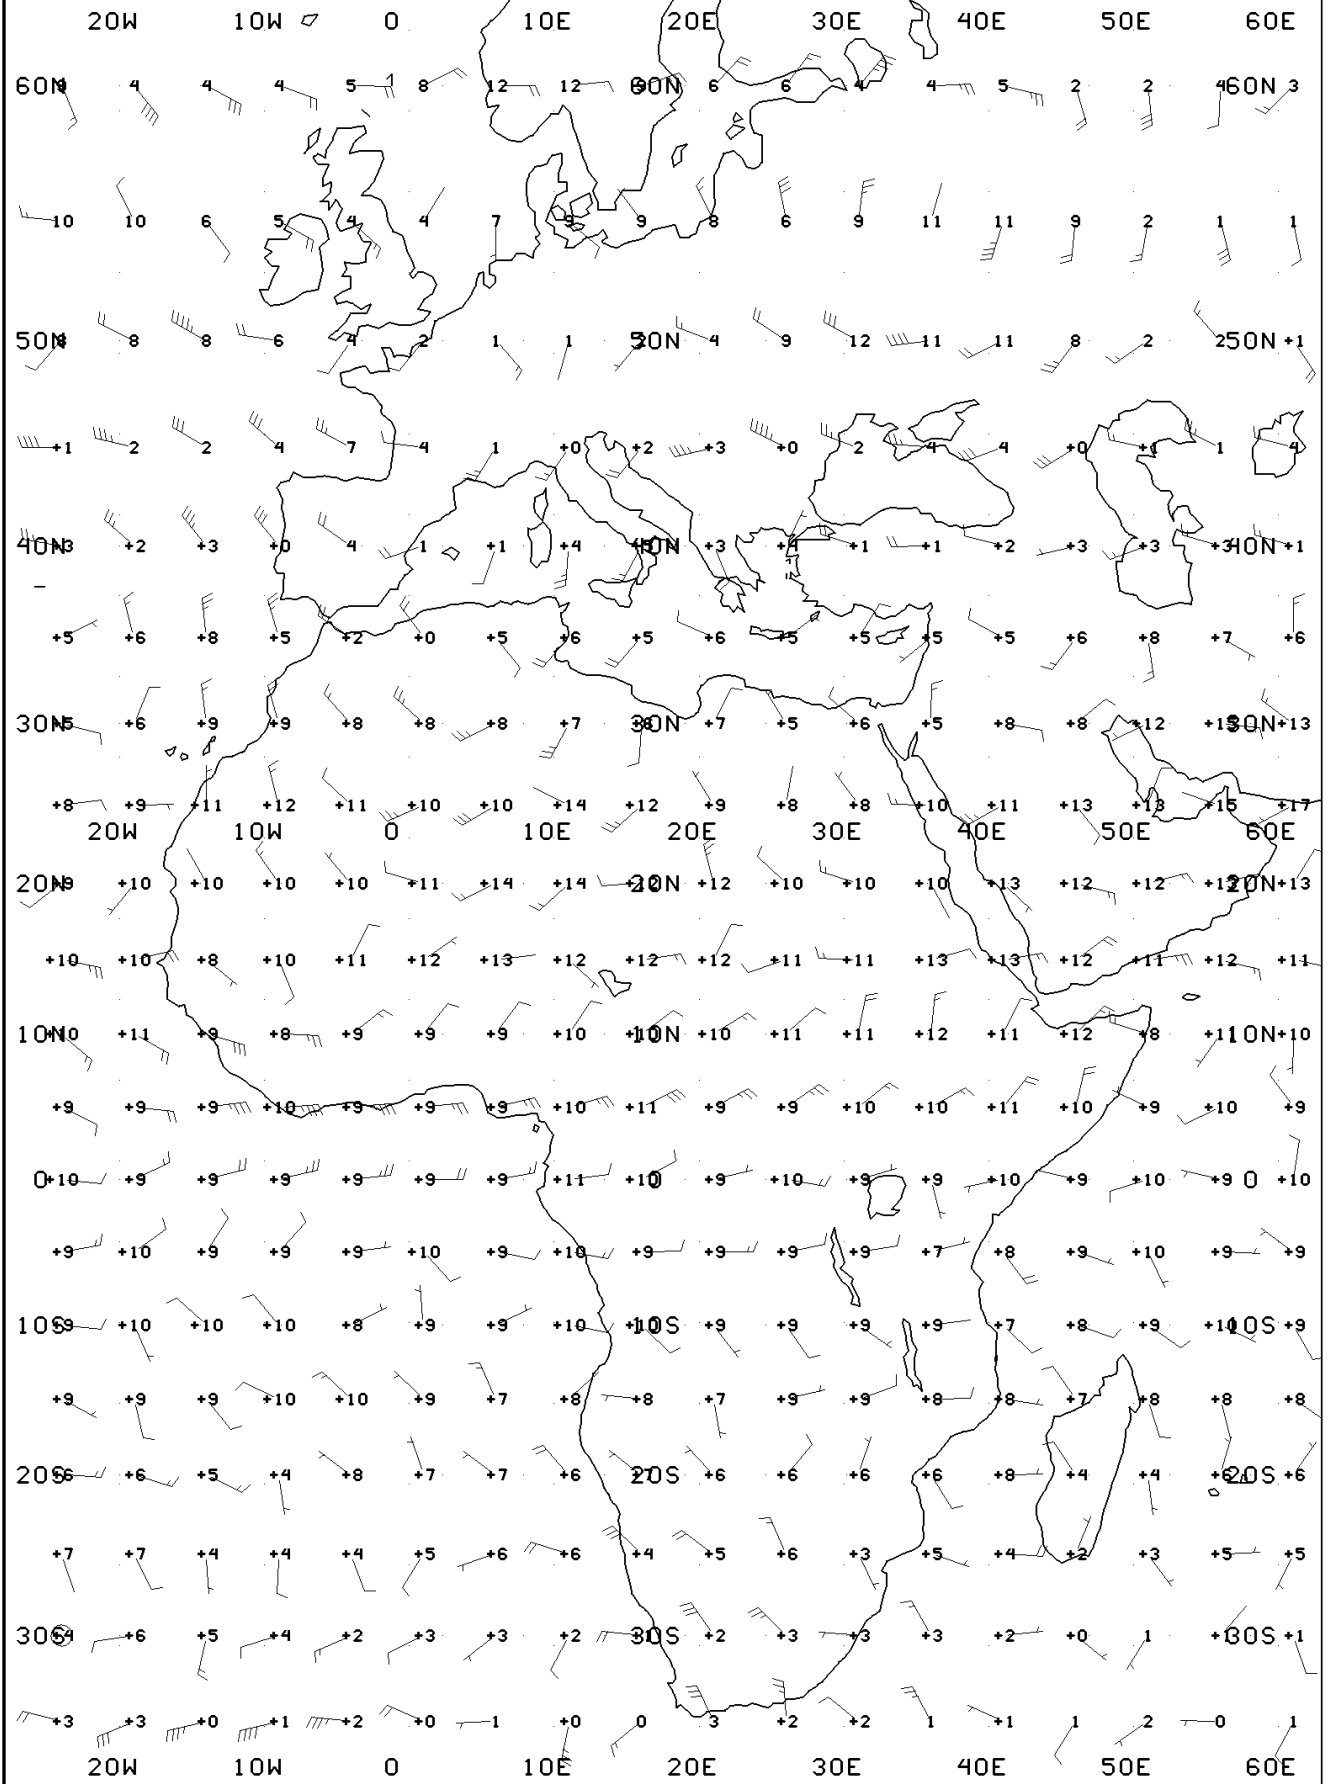 20W 10W 0 10E 20E 30E 40E 50E 60E
60N 4 4 4 5 8 12 12 60N 6 6 4 4 5 2 2 4 60N 3
10 10 6 5 4 4 7 9 9 8 6 9 11 11 9 2 1 1
50N 8 8 6 4 2 1 1 50N 4 9 12 11 11 8 2 2 50N +1
+1 2 2 4 7 4 1 +0 +2 +3 +0 2 4 4 +0 +1 1 4
40N +2 +3 +0 4 1 +1 +4 40N +3 +4 +1 +1 +2 +3 +3 +3 40N +1
+5 +6 +8 +5 +2 +0 +5 +6 +5 +6 +5 +5 +5 +5 +6 +8 +7 +6
30N +6 +9 +9 +8 +8 +8 +7 30N +7 +5 +6 +5 +8 +8 +12 30N +13
+8 +9 +11 +12 +11 +10 +10 +14 +12 +9 +8 +8 +10 +11 +13 +13 +15 +17
20W 10W 0 10E 20E 30E 40E 50E 60E
20N +10 +10 +10 +10 +11 +14 +14 20N +12 +10 +10 +10 +13 +12 +12 20N +13
+10 +10 +8 +10 +11 +12 +13 +12 +12 +12 +11 +11 +13 +13 +12 +11 +12 +11
10N +11 +9 +8 +9 +9 +9 +10 10N +10 +11 +11 +12 +11 +12 +8 +11 10N +10
+9 +9 +9 +10 +9 +9 +9 +10 +11 +9 +9 +10 +10 +11 +10 +9 +10 +9
0 +10 +9 +9 +9 +9 +9 +9 +11 +10 0 +9 +10 +9 +9 +10 +9 +10 +9 0 +10
+9 +10 +9 +9 +9 +10 +9 +10 +9 +9 +9 +9 +7 +8 +9 +10 +9 +9
10S +10 +10 +10 +8 +9 +9 +10 10S +9 +9 +9 +9 +7 +8 +9 +10 10S +9
+9 +9 +9 +10 +10 +9 +7 +8 +8 +7 +9 +9 +8 +8 +7 +8 +8 +8
20S +6 +5 +4 +8 +7 +7 +6 20S +6 +6 +6 +6 +8 +4 +4 +6 20S +6
+7 +7 +4 +4 +4 +5 +6 +6 +4 +5 +6 +3 +5 +4 +2 +3 +5 +5
30S +6 +5 +4 +2 +3 +3 +2 30S +2 +3 +3 +3 +2 +0 1 +1 30S +1
+3 +3 +0 +1 +2 +0 1 +0 0 3 +2 +2 1 +1 1 2 0 1
20W 10W 0 10E 20E 30E 40E 50E 60E